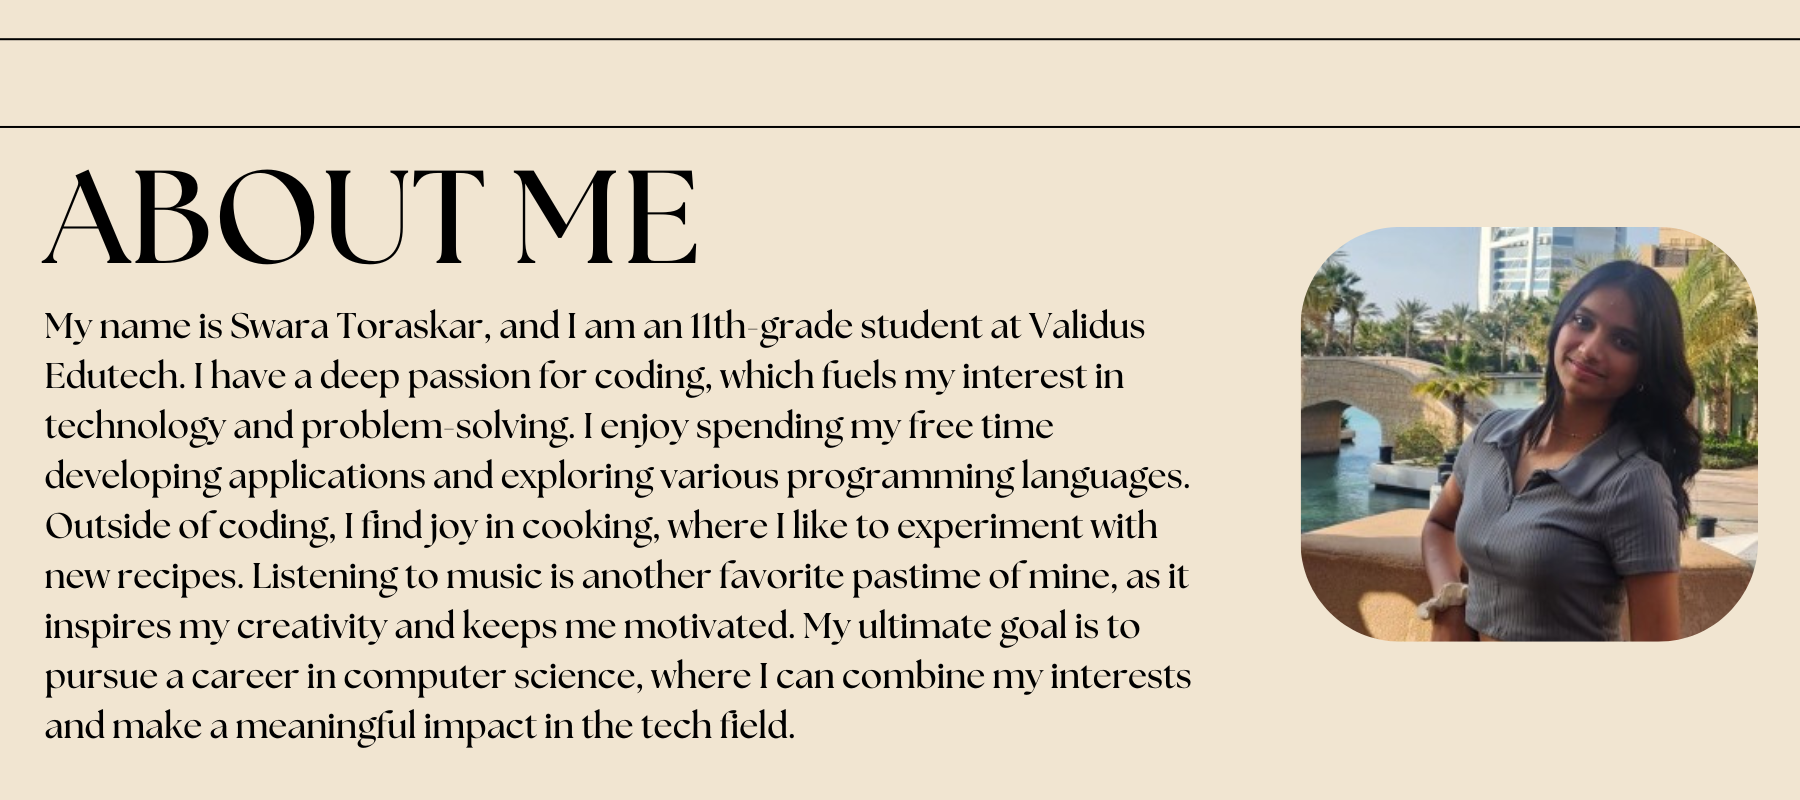 ABOUT ME
My name is Swara Toraskar, and I am an 11th-grade student at Validus
Edutech. I have a deep passion for coding, which fuels my interest in
technology and problem-solving. I enjoy spending my free time
developing applications and exploring various programming languages.
Outside of coding, I find joy in cooking, where I like to experiment with
new recipes. Listening to music is another favorite pastime of mine, as it
inspires my creativity and keeps me motivated. My ultimate goal is to
pursue a career in computer science, where I can combine my interests
and make a meaningful impact in the tech field.